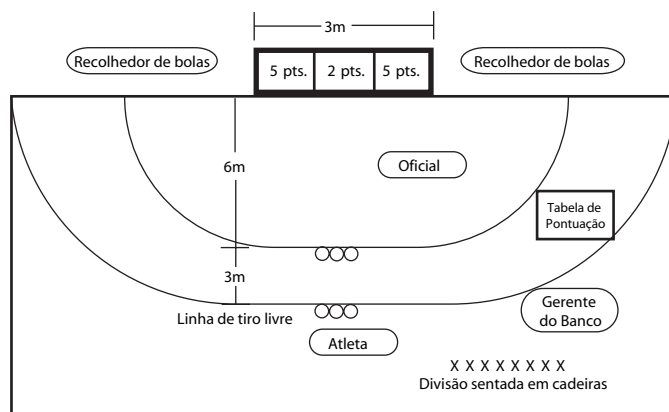 3m
Recolhedor de bolas
5 pts.
2 pts.
5 pts.
Recolhedor de bolas
6m
Oficial
Tabela de
Pontuação
3m
Linha de tiro livre
Gerente
do Banco
Atleta
X X X X X X X X
Divisão sentada em cadeiras